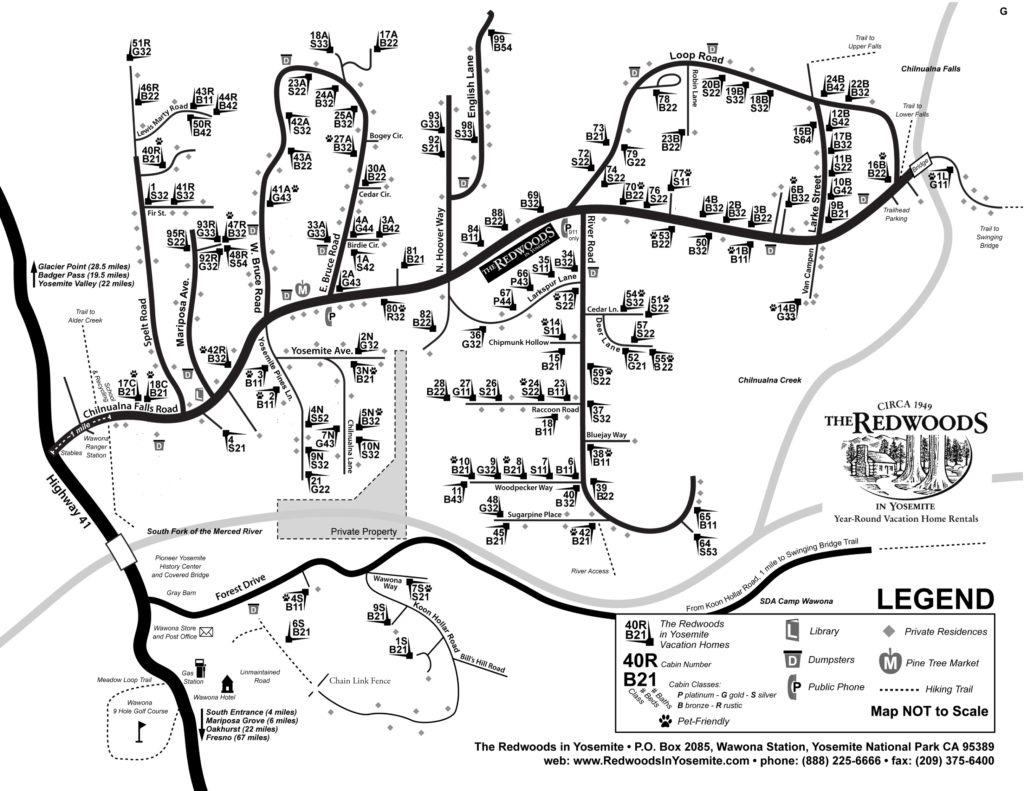 G
51R
G32
46R
B22
43R
B11
44R
B42
Lewis Marty Road
50R
B42
40R
B21
1
S32
41R
S32
Fir St.
95R
S22
93R
G33
47R
B32
92R
G32
48R
S54
18A
S33
17A
B22
D
23A
S22
24A
B32
25A
B32
42A
S32
Bogey Cir.
27A
B32
43A
B22
30A
B22
41A
G43
Cedar Cir.
33A
G33
4A
G44
3A
B42
Birdie Cir.
1A
S42
2A
G43
W. Bruce Road
E. Bruce Road
D
M
P
81
B21
80
R32
82
B22
99
B54
English Lane
93
G33
92
S21
98
S33
D
N. Hoover Way
84
B11
88
B22
69
B32
THE REDWOODS
IN YOSEMITE
P
911
only
Loop Road
D
Robin Lane
78
B22
20B
S22
19B
S32
18B
S32
23B
B22
73
B21
72
S22
79
G22
74
S22
70
B22
76
S22
77
S11
Trail to
Upper Falls
Chilnualna Falls
24B
B42
22B
B32
Trail to
Lower Falls
12B
S42
15B
S64
17B
B32
11B
S22
16B
B22
Bridge
1L
G11
10B
G42
9B
B21
6B
B32
Larke Street
Trailhead
Parking
Trail to
Swinging
Bridge
4B
B32
2B
B32
3B
B22
53
B22
50
B32
1B
B11
Van Campen
14B
G33
Glacier Point (28.5 miles)
Badger Pass (19.5 miles)
Yosemite Valley (22 miles)
Trail to
Alder Creek
Spelt Road
Mariposa Ave.
School
& Recycling
17C
B21
18C
B21
42R
B32
D
L
Chilnualna Falls Road
~1 mile~
Stables
Wawona
Ranger
Station
D
4
S21
Yosemite Pines Ln.
3
B11
2
B11
Yosemite Ave.
2N
G32
3N
B21
4N
S52
5N
B32
7N
G43
10N
S32
9N
S32
Chilnualna Lane
21
G22
River Road
D
34
B32
35
S11
66
P43
Larkspur Lane
67
P44
12
S22
36
G32
14
S11
Chipmunk Hollow
15
B21
Cedar Ln.
54
S32
51
S22
Deer Lane
57
S22
52
G21
55
B22
59
S22
28
B22
27
G11
26
S21
24
S22
23
B11
Raccoon Road
37
S32
18
B11
Bluejay Way
38
B11
10
B21
9
G32
8
B21
7
S11
6
B11
Woodpecker Way
11
B43
40
B32
39
B22
48
G32
Sugarpine Place
45
B21
42
B21
River Access
65
B11
64
S53
Chilnualna Creek
CIRCA 1949
THE REDWOODS
IN YOSEMITE
Year-Round Vacation Home Rentals
Highway 41
South Fork of the Merced River
Private Property
Pioneer Yosemite
History Center
and Covered Bridge
Gray Barn
Forest Drive
D
Wawona Store
and Post Office
4S
B11
6S
B21
Wawona
Way
7S
S21
9S
B21
1S
B21
Koon Hollar Road
Bill's Hill Road
Chain Link Fence
Gas
Station
Unmaintained
Road
Meadow Loop Trail
Wawona Hotel
Wawona
9 Hole Golf Course
South Entrance (4 miles)
Mariposa Grove (6 miles)
Oakhurst (22 miles)
Fresno (67 miles)
From Koon Hollar Road, 1 mile to Swinging Bridge Trail
SDA Camp Wawona
LEGEND
40R
B21
The Redwoods
in Yosemite
Vacation Homes
L
Library
Private Residences
40R
B21
Cabin Number
D
Dumpsters
M
Pine Tree Market
Class
# Beds
# Baths
Cabin Classes:
P platinum - G gold - S silver
B bronze - R rustic
P
Public Phone
Hiking Trail
Pet-Friendly
Map NOT to Scale
The Redwoods in Yosemite • P.O. Box 2085, Wawona Station, Yosemite National Park CA 95389
web: www.RedwoodsInYosemite.com • phone: (888) 225-6666 • fax: (209) 375-6400